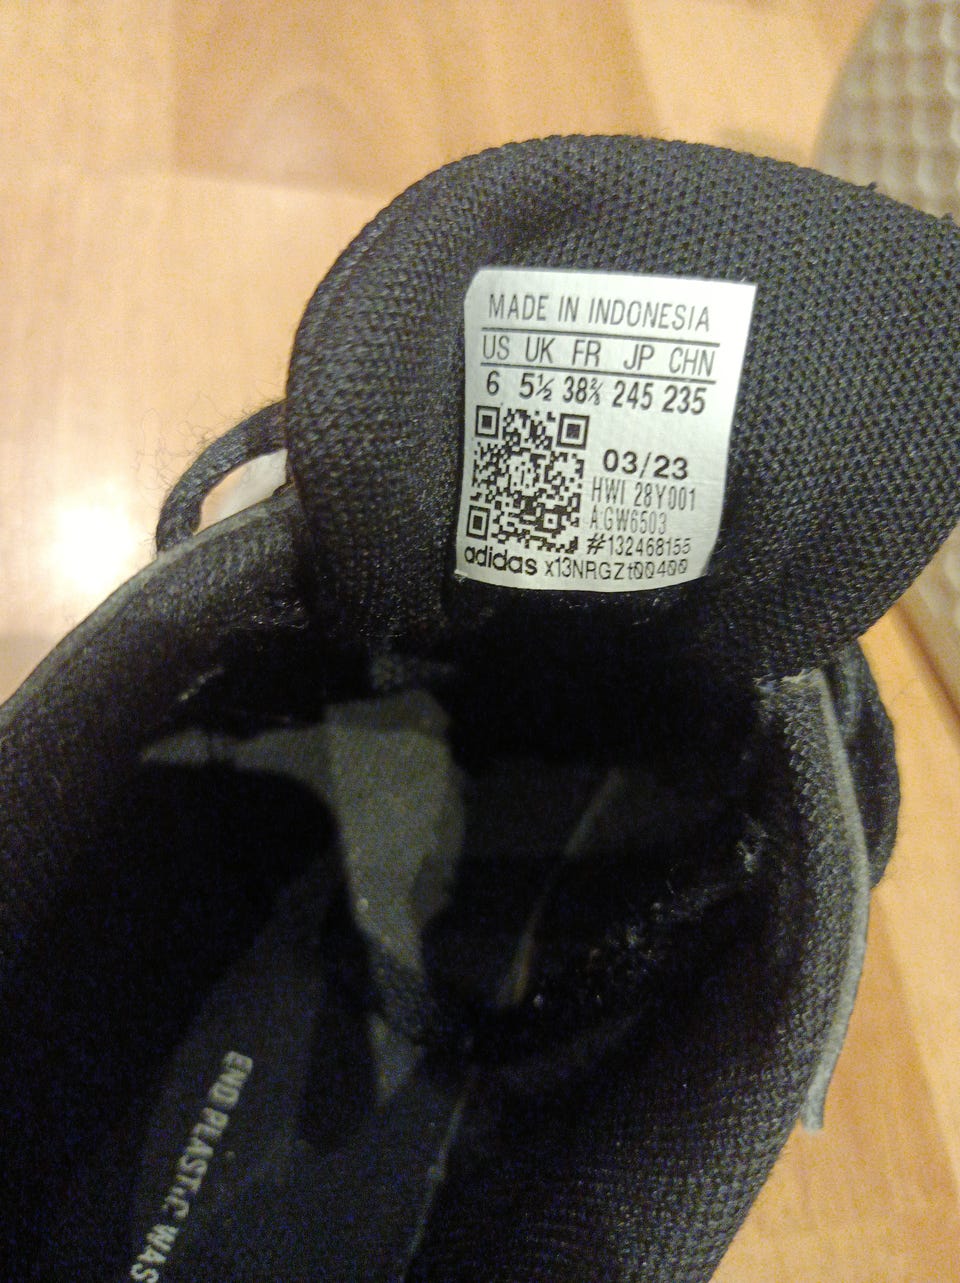 MADE IN INDONESIA
US UK FR JP CHN
6 5½ 38⅔ 245 235
03/23
HWI 28Y001
A:GW6503
#132468155
adidas x13NRGZt00400
END PLASTIC WAS